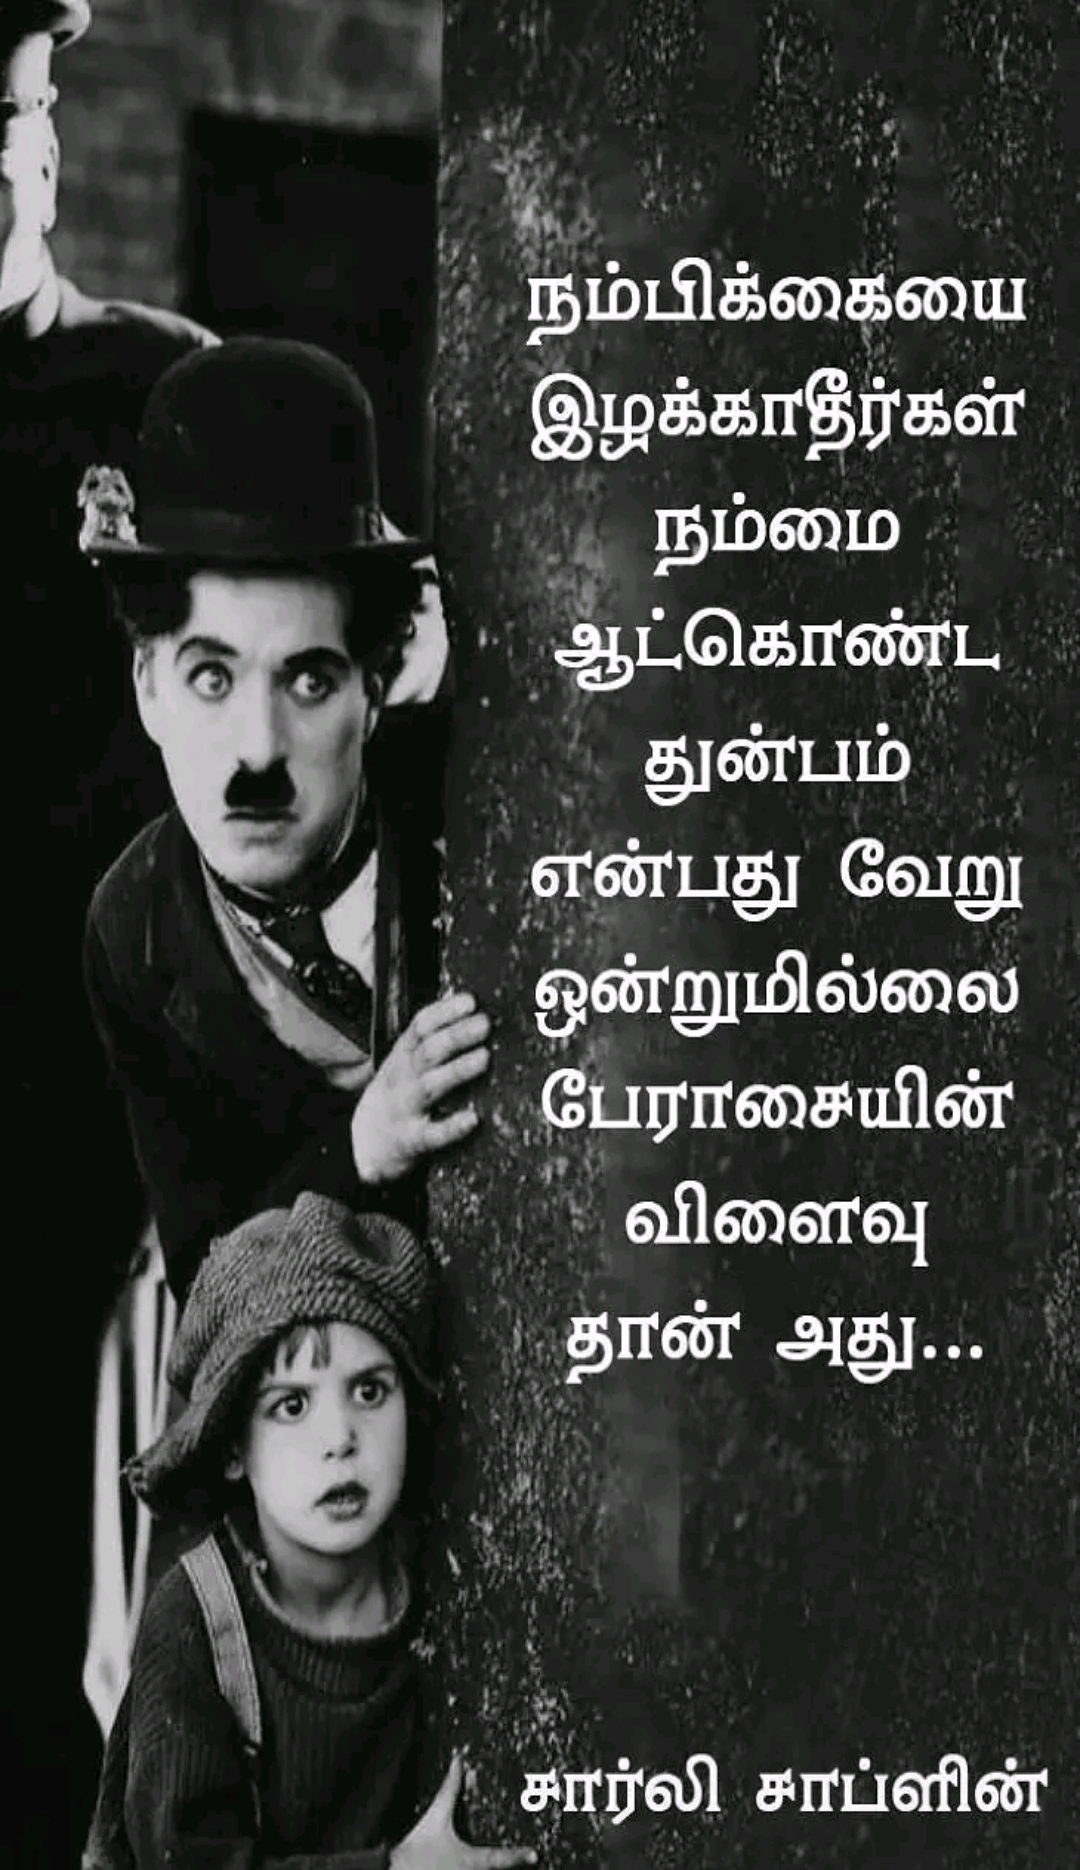 நம்பிக்கையை
இழக்காதீர்கள்
நம்மை
ஆட்கொண்ட
துன்பம்
என்பது வேறு
ஒன்றுமில்லை
பேராசையின்
விளைவு
தான் அது...
சார்லி சாப்ளின்